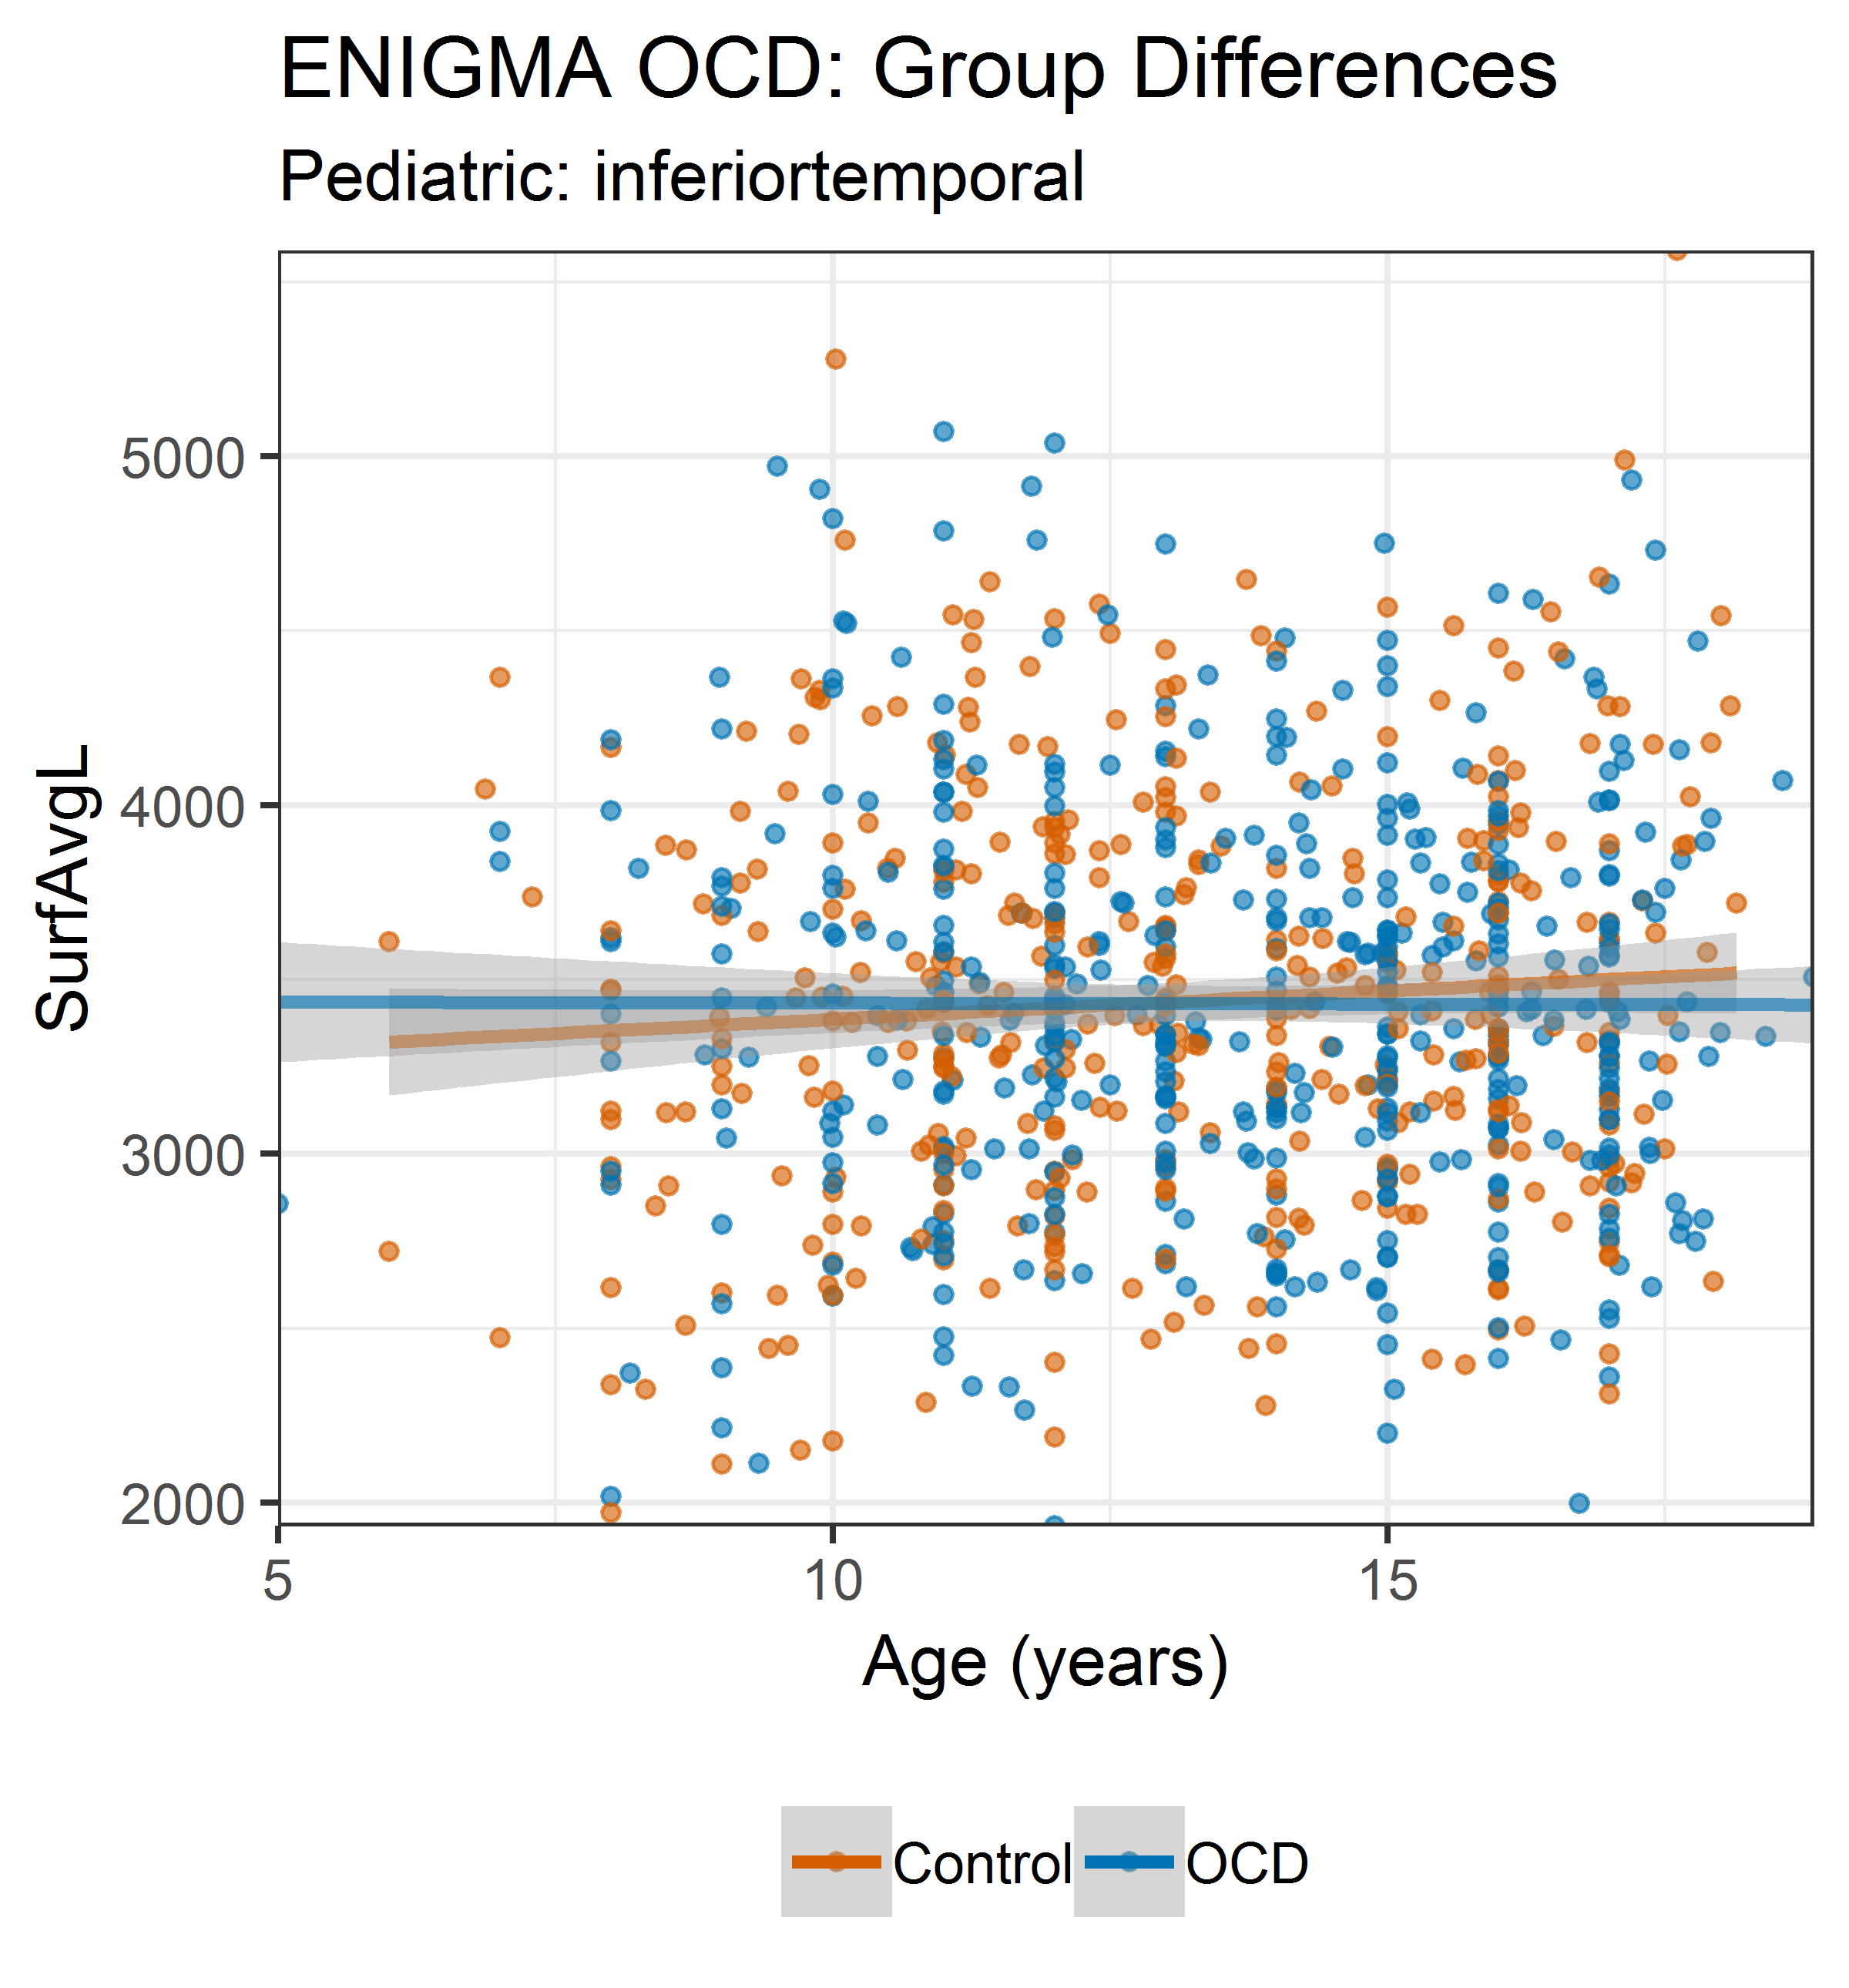 ENIGMA OCD: Group Differences
Pediatric: inferiortemporal
SurfAvgL
5000
4000
3000
2000
5 10 15
Age (years)
Control OCD